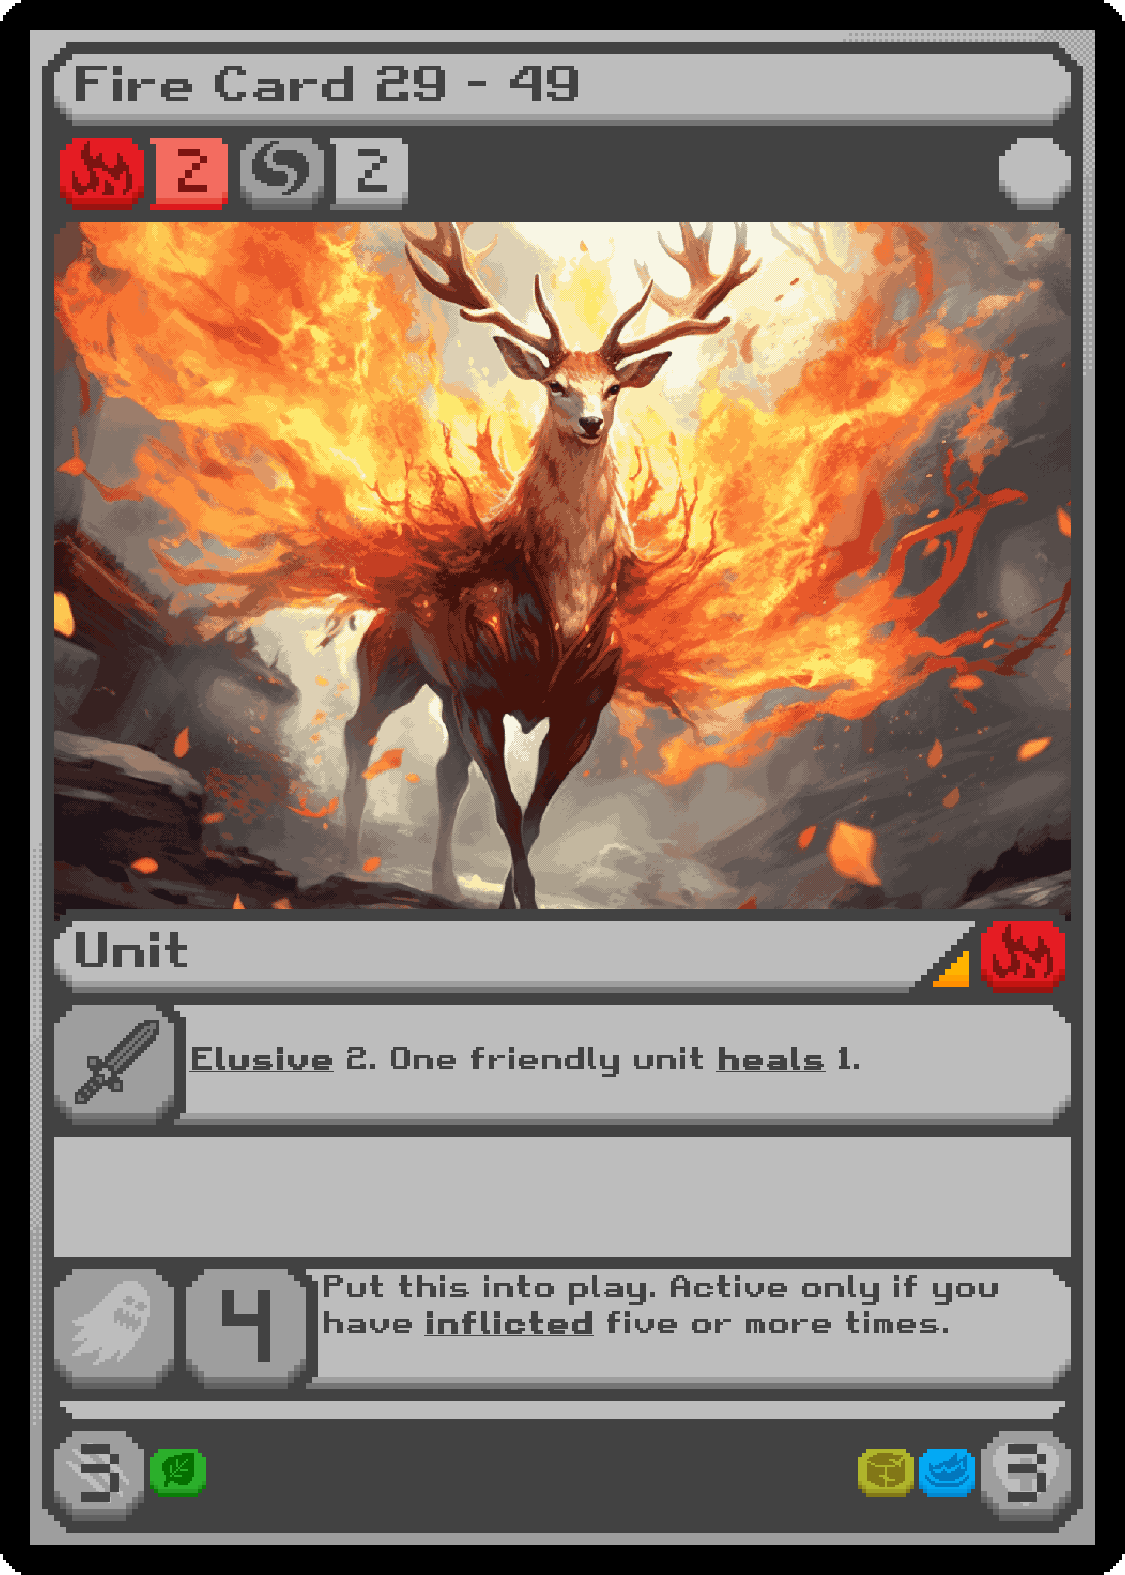 Fire Card 29 - 49
2 2
Unit
Elusive 2. One friendly unit heals 1.
4
Put this into play. Active only if you
have inflicted five or more times.
3 3